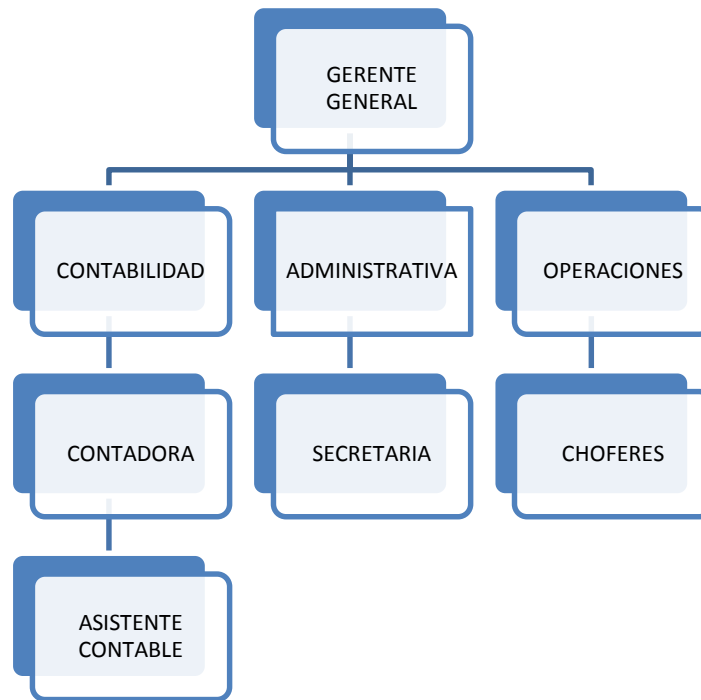 GERENTE
GENERAL
CONTABILIDAD
ADMINISTRATIVA
OPERACIONES
CONTADORA
SECRETARIA
CHOFERES
ASISTENTE
CONTABLE